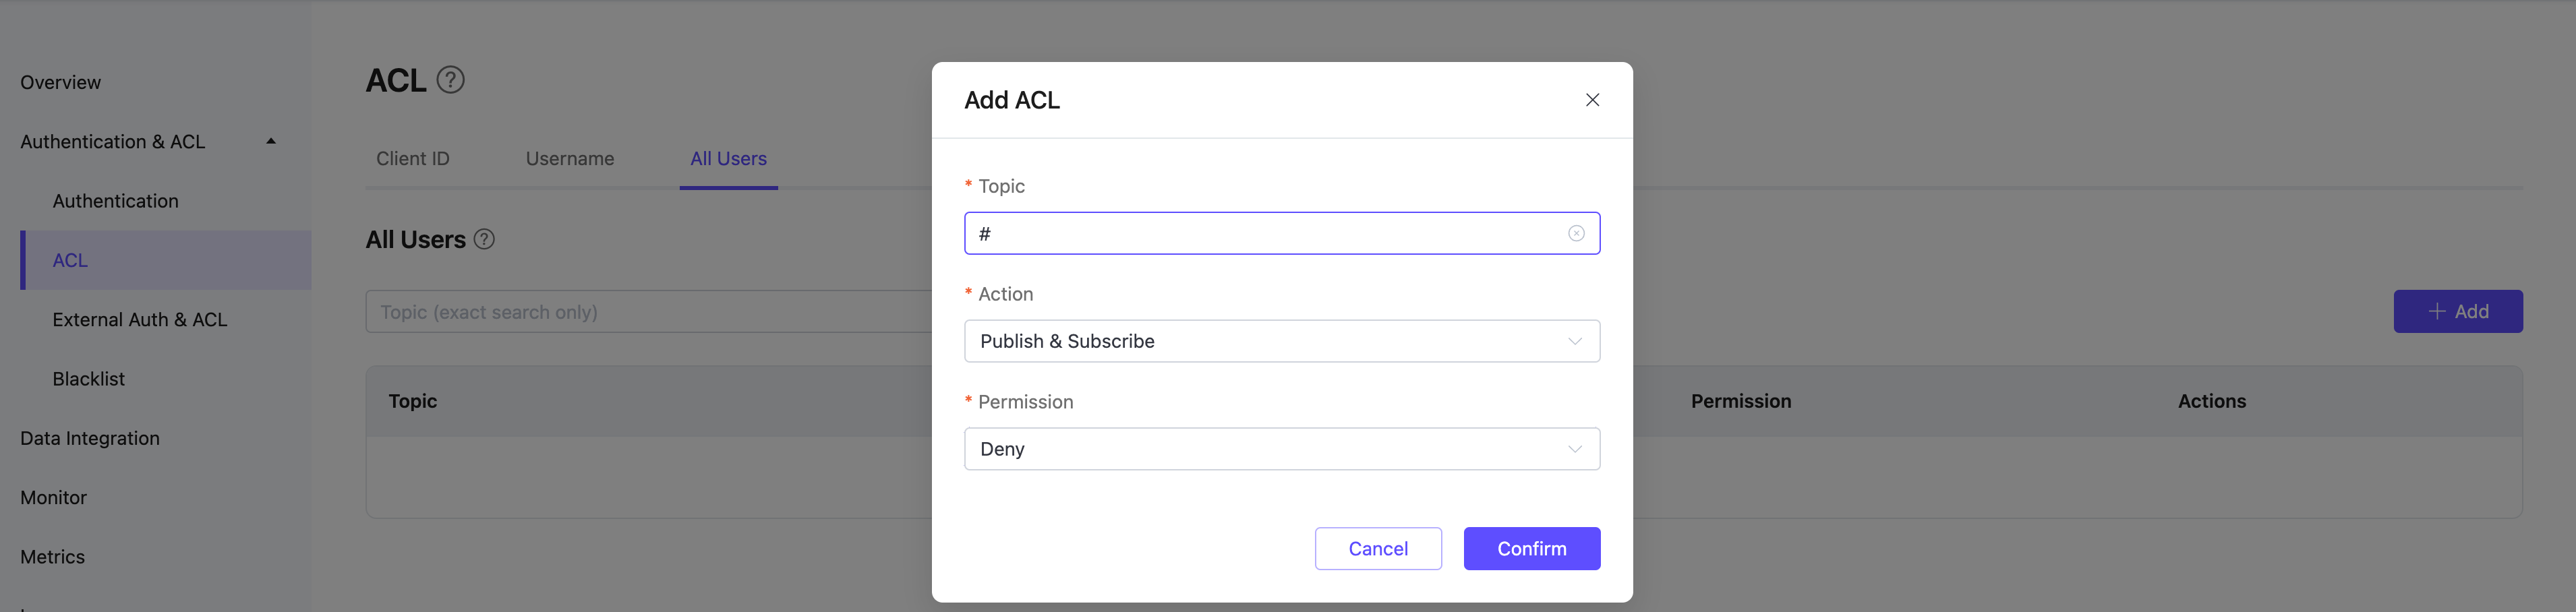 Overview
Authentication & ACL
Authentication
ACL
External Auth & ACL
Blacklist
Data Integration
Monitor
Metrics
ACL ?
Client ID Username All Users
All Users ?
Topic (exact search only)
+ Add
Topic Permission Actions
Add ACL
* Topic
#
* Action
Publish & Subscribe
* Permission
Deny
Cancel Confirm